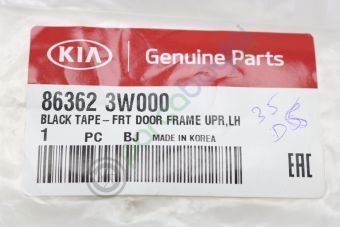 KIA Genuine Parts
86362 3W000
BLACK TAPE-FRT DOOR FRAME UPR,LH
1 PC BJ MADE IN KOREA
EAC